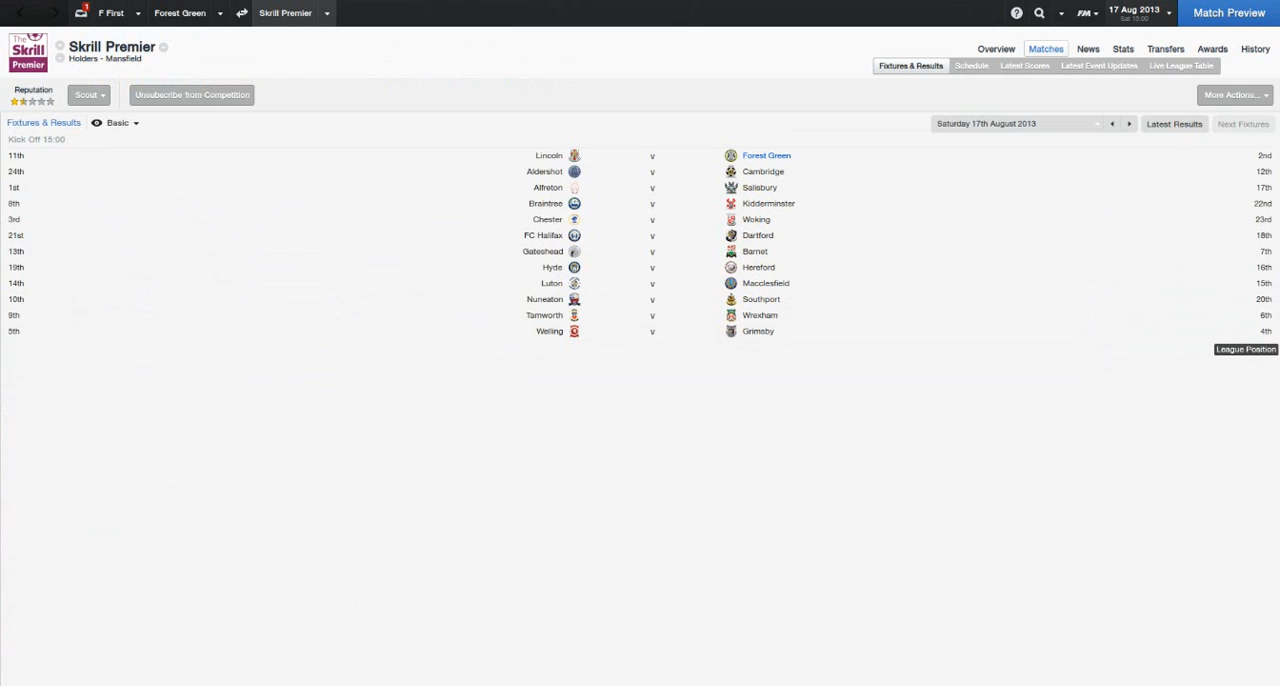 1 F First Forest Green Skrill Premier ? FM 17 Aug 2013 Sat 15:00 Match Preview
The Skrill Premier
Skrill Premier
Holders - Mansfield
Overview Matches News Stats Transfers Awards History
Fixtures & Results Schedule Latest Scores Latest Event Updates Live League Table
Reputation
Scout Unsubscribe from Competition More Actions...
Fixtures & Results Basic Saturday 17th August 2013 Latest Results Next Fixtures
Kick Off 15:00
11th Lincoln v Forest Green 2nd
24th Aldershot v Cambridge 12th
1st Alfreton v Salisbury 17th
8th Braintree v Kidderminster 22nd
3rd Chester v Woking 23rd
21st FC Halifax v Dartford 18th
13th Gateshead v Barnet 7th
19th Hyde v Hereford 16th
14th Luton v Macclesfield 15th
10th Nuneaton v Southport 20th
9th Tamworth v Wrexham 6th
5th Welling v Grimsby 4th
League Position